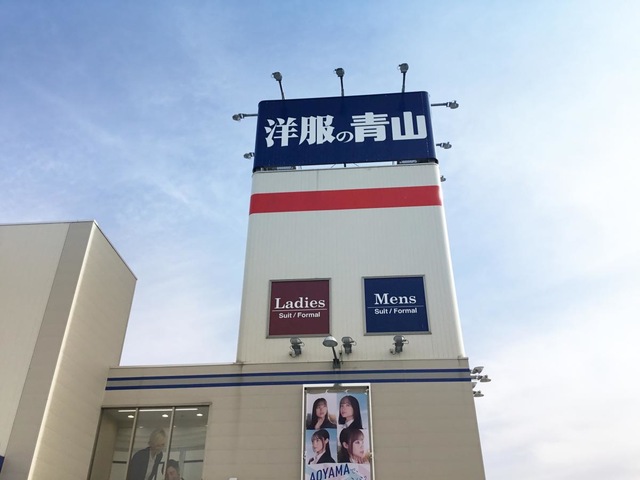 洋服の青山
Ladies
Suit / Formal
Mens
Suit / Formal
AOYAMA